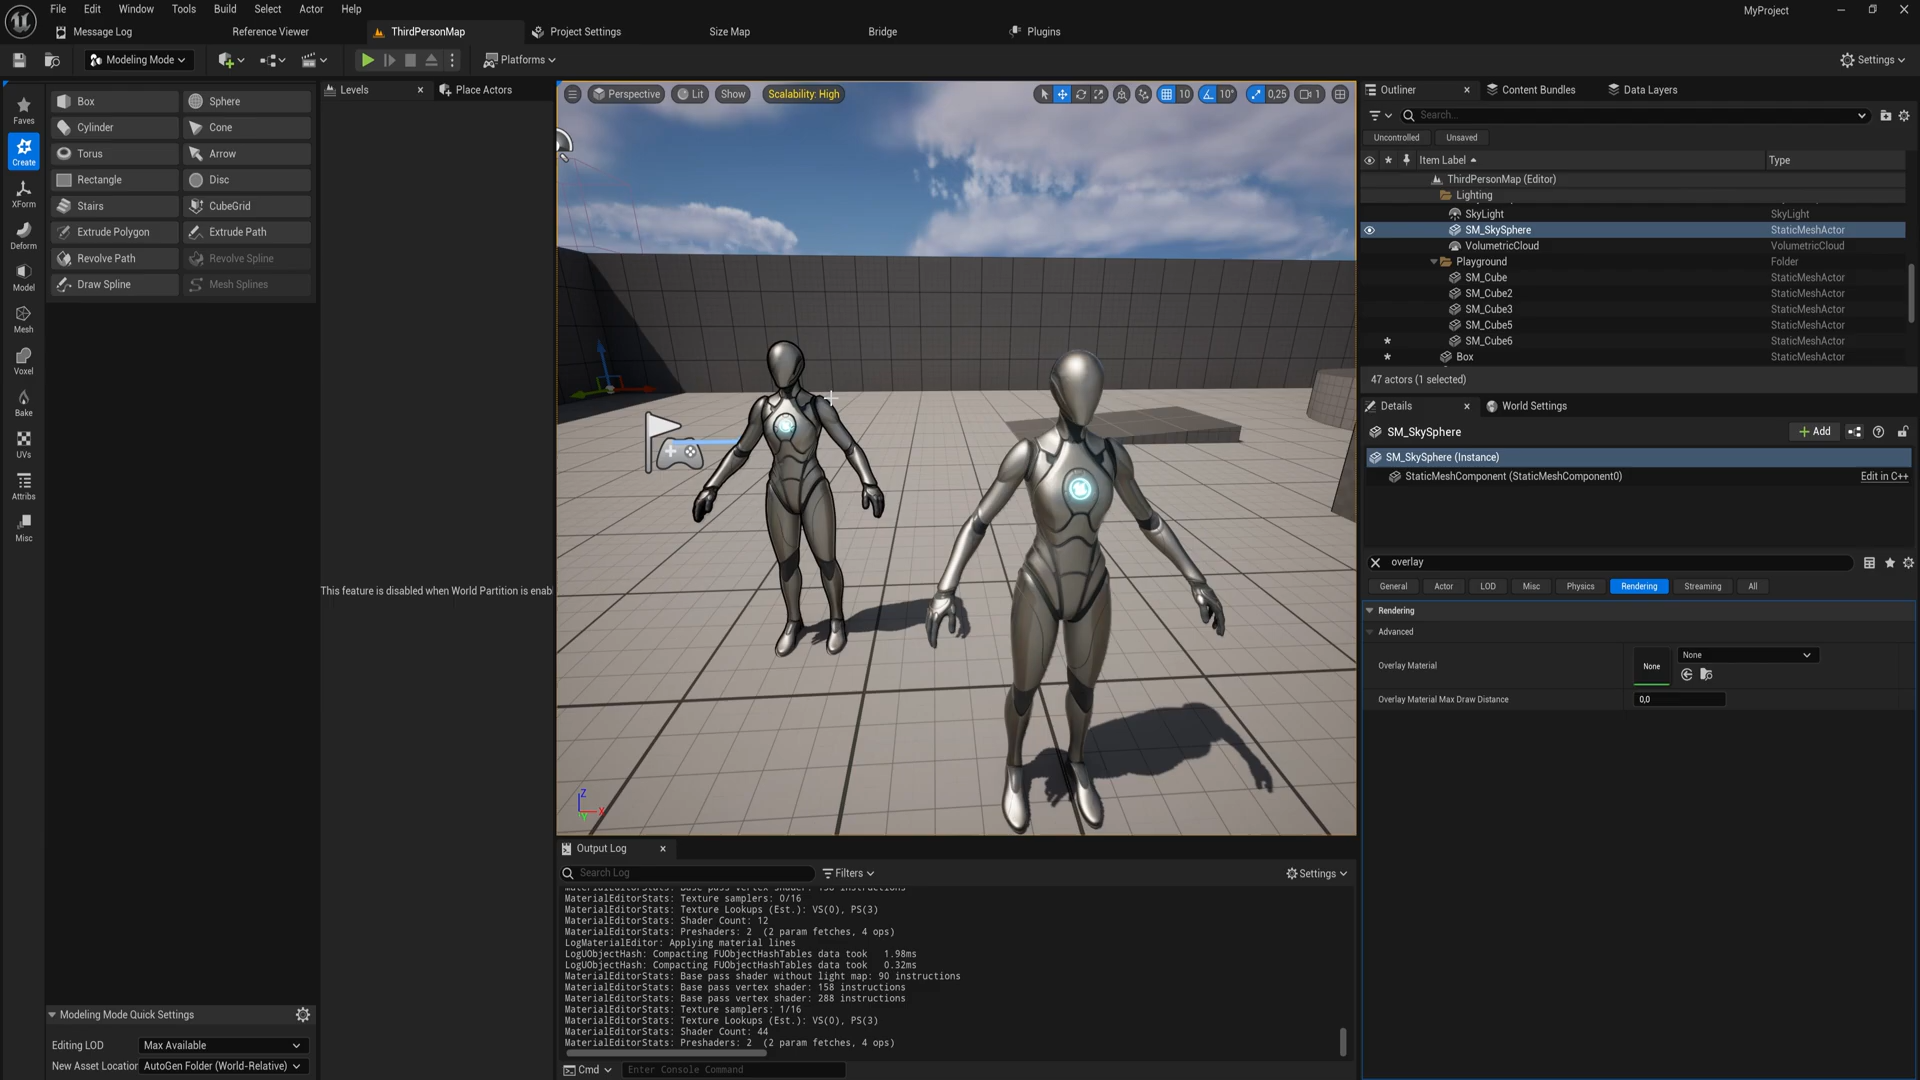 File Edit Window Tools Build Select Actor Help
MyProject
Message Log
Reference Viewer
ThirdPersonMap
Project Settings
Size Map
Bridge
Plugins
Modeling Mode
Platforms
Settings
Faves
Create
XForm
Deform
Model
Mesh
Voxel
Bake
UVs
Attribs
Misc
Box Sphere
Cylinder Cone
Torus Arrow
Rectangle Disc
Stairs CubeGrid
Extrude Polygon Extrude Path
Revolve Path Revolve Spline
Draw Spline Mesh Splines
Modeling Mode Quick Settings
Editing LOD Max Available
New Asset Location AutoGen Folder (World-Relative)
Levels
Place Actors
This feature is disabled when World Partition is enab
Perspective Lit Show Scalability: High
10 10° 0,25 1
Z
X
Y
Output Log
Search Log
Filters
Settings
MaterialEditorStats: Base pass vertex shader: 158 instructions
MaterialEditorStats: Texture samplers: 0/16
MaterialEditorStats: Texture Lookups (Est.): VS(0), PS(3)
MaterialEditorStats: Shader Count: 12
MaterialEditorStats: Preshaders: 2 (2 param fetches, 4 ops)
LogMaterialEditor: Applying material lines
LogUObjectHash: Compacting FUObjectHashTables data took 1.98ms
LogUObjectHash: Compacting FUObjectHashTables data took 0.32ms
MaterialEditorStats: Base pass shader without light map: 90 instructions
MaterialEditorStats: Base pass vertex shader: 158 instructions
MaterialEditorStats: Base pass vertex shader: 288 instructions
MaterialEditorStats: Texture samplers: 1/16
MaterialEditorStats: Texture Lookups (Est.): VS(0), PS(3)
MaterialEditorStats: Shader Count: 44
MaterialEditorStats: Preshaders: 2 (2 param fetches, 4 ops)
Cmd
Enter Console Command
Outliner
Content Bundles
Data Layers
Search...
Uncontrolled Unsaved
Item Label Type
ThirdPersonMap (Editor)
Lighting
SkyLight SkyLight
SM_SkySphere StaticMeshActor
VolumetricCloud VolumetricCloud
Playground Folder
SM_Cube StaticMeshActor
SM_Cube2 StaticMeshActor
SM_Cube3 StaticMeshActor
SM_Cube5 StaticMeshActor
SM_Cube6 StaticMeshActor
Box StaticMeshActor
47 actors (1 selected)
Details
World Settings
SM_SkySphere
+ Add
SM_SkySphere (Instance)
StaticMeshComponent (StaticMeshComponent0) Edit in C++
overlay
General Actor LOD Misc Physics Rendering Streaming All
Rendering
Advanced
Overlay Material None None
Overlay Material Max Draw Distance 0,0